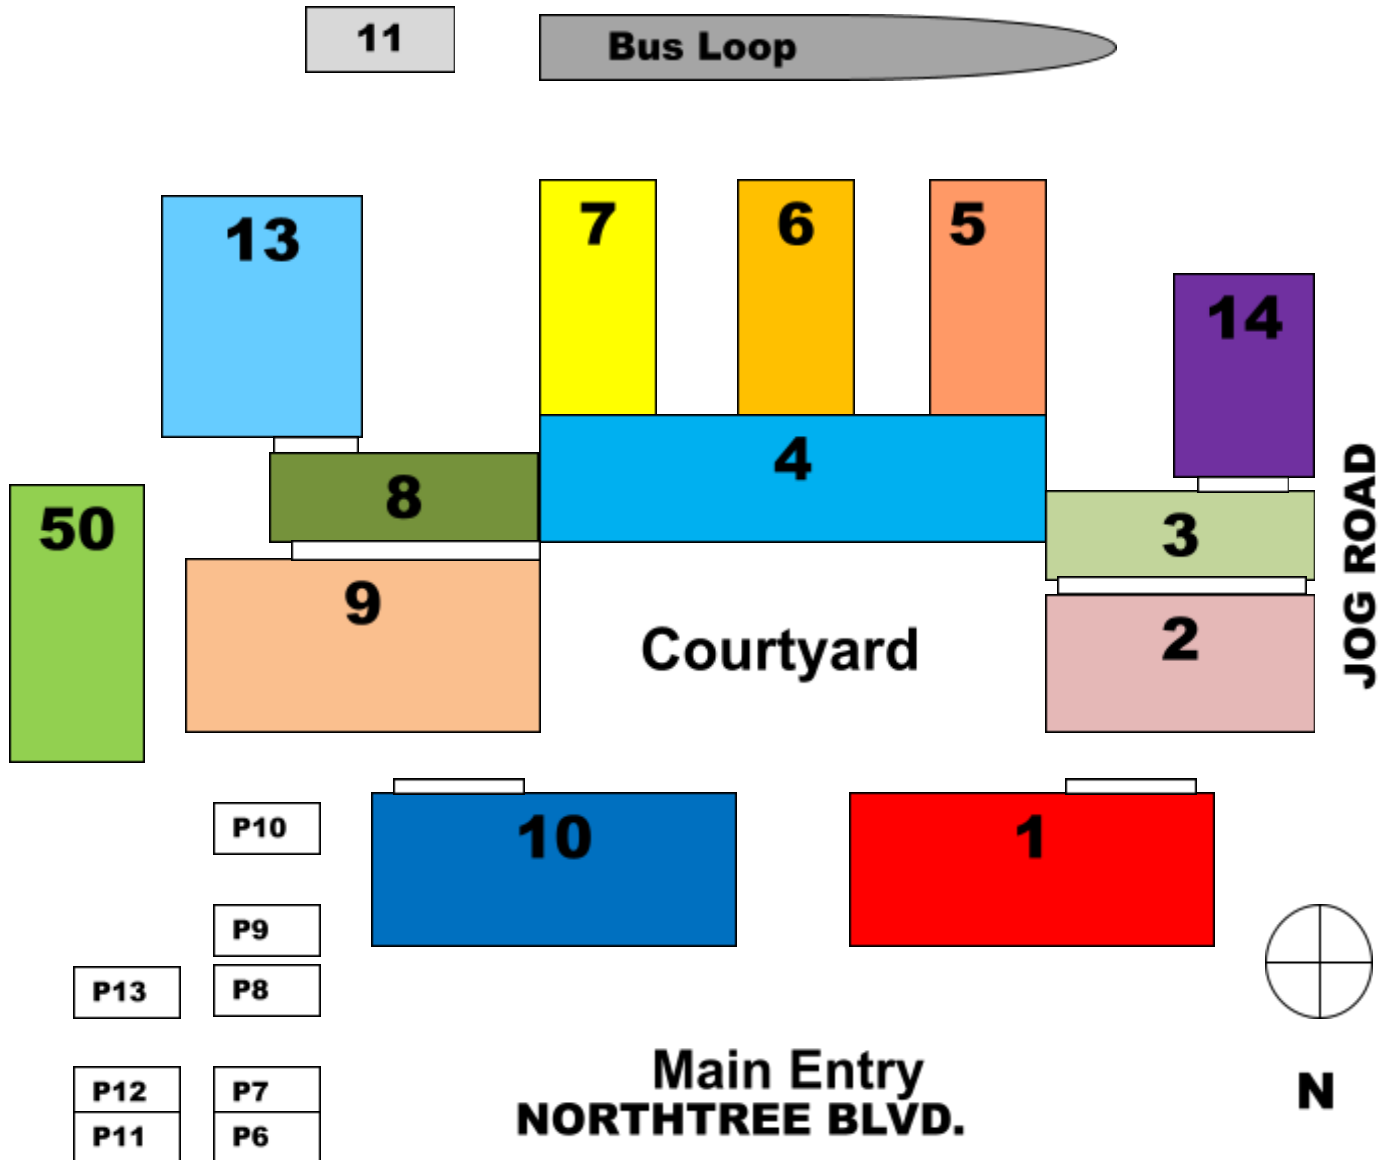 11
Bus Loop
7
6
5
13
14
4
8
50
3
9
2
Courtyard
JOG ROAD
P10
10
1
P9
P13
P8
Main Entry
NORTHTREE BLVD.
N
P12
P7
P11
P6